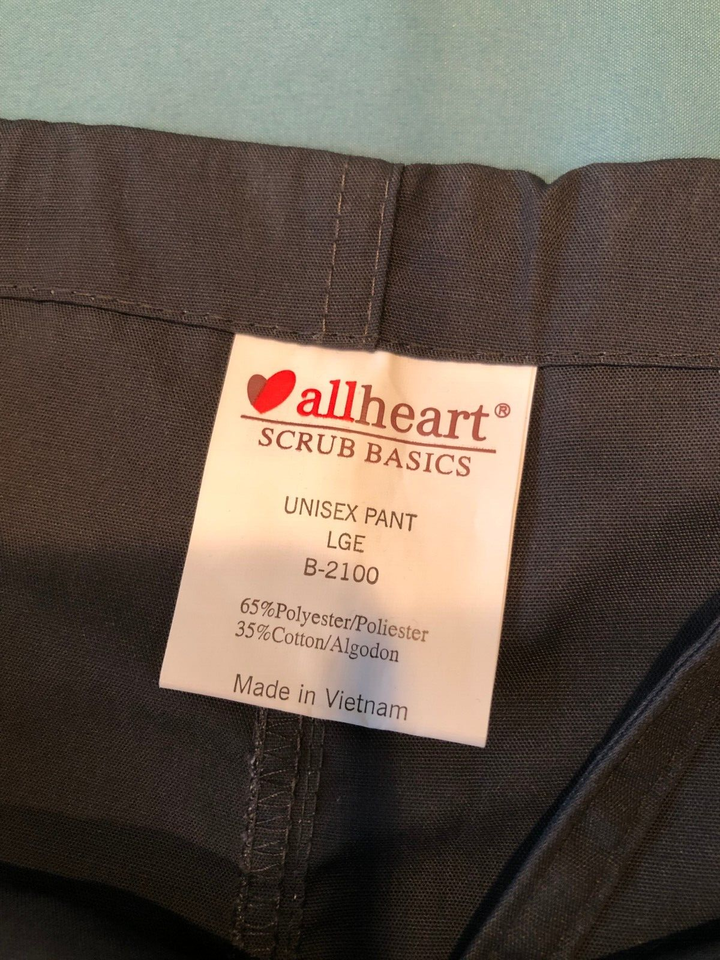 allheart®
SCRUB BASICS
UNISEX PANT
LGE
B-2100
65%Polyester/Poliester
35%Cotton/Algodon
Made in Vietnam